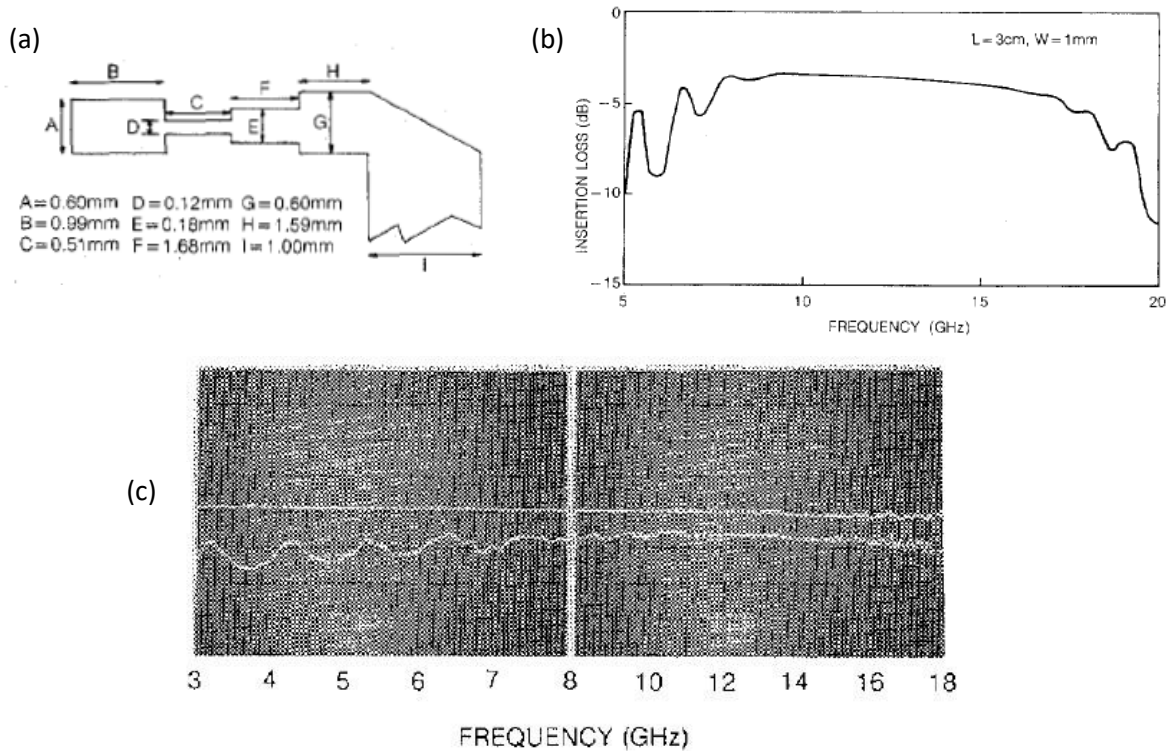 (a)
B
H
F
C
A
D
E
G
A=0.60mm D=0.12mm G=0.60mm
B=0.99mm E=0.18mm H=1.59mm
C=0.51mm F=1.68mm I=1.00mm
I
(b)
L=3cm, W=1mm
0
−5
−10
−15
INSERTION LOSS (dB)
5 10 15 20
FREQUENCY (GHz)
(c)
3 4 5 6 7 8 10 12 14 16 18
FREQUENCY (GHz)